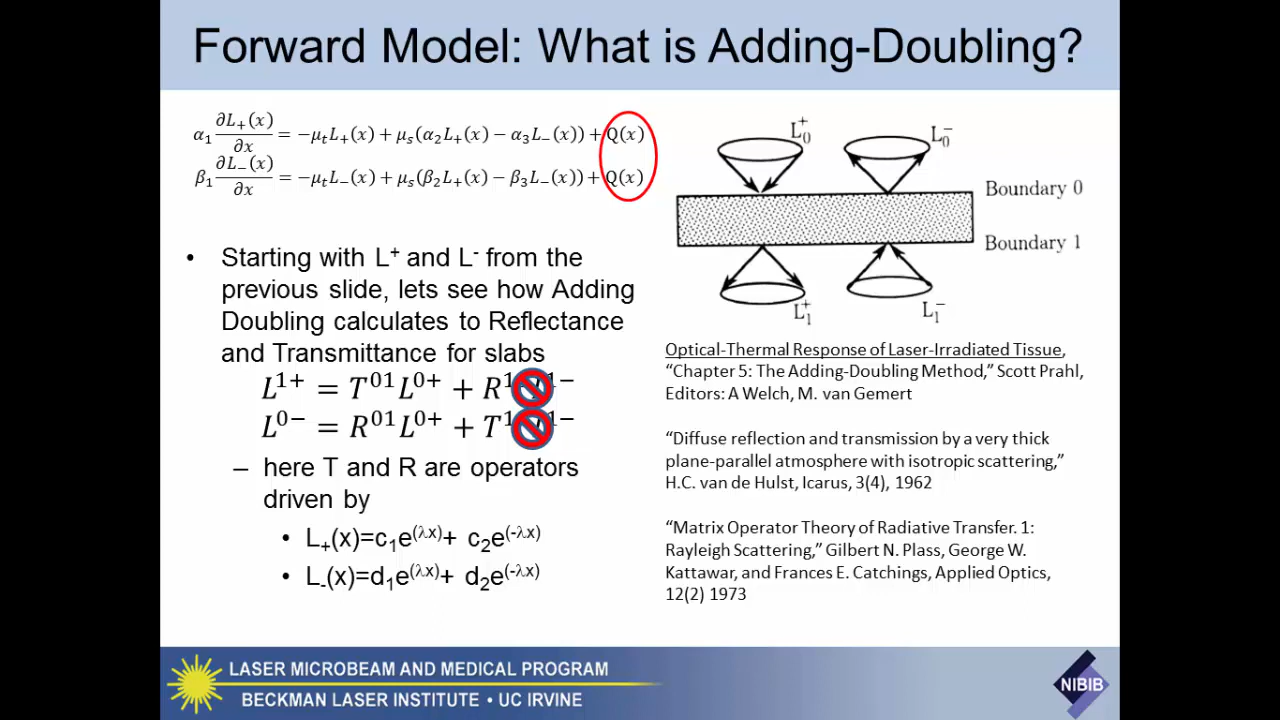 Forward Model: What is Adding-Doubling?
α₁ ∂L₊(x)/∂x = −μₜL₊(x) + μₛ(α₂L₊(x) − α₃L₋(x)) + Q(x)
β₁ ∂L₋(x)/∂x = −μₜL₋(x) + μₛ(β₂L₊(x) − β₃L₋(x)) + Q(x)
• Starting with L⁺ and L⁻ from the
previous slide, lets see how Adding
Doubling calculates to Reflectance
and Transmittance for slabs
L¹⁺ = T⁰¹L⁰⁺ + R
L⁰⁻ = R⁰¹L⁰⁺ + T
– here T and R are operators
driven by
• L₊(x)=c₁e^(λx)+ c₂e^(-λx)
• L₋(x)=d₁e^(λx)+ d₂e^(-λx)
L₀⁺
L₀⁻
Boundary 0
Boundary 1
L₁⁺
L₁⁻
Optical-Thermal Response of Laser-Irradiated Tissue,
“Chapter 5: The Adding-Doubling Method,” Scott Prahl,
Editors: A Welch, M. van Gemert
“Diffuse reflection and transmission by a very thick
plane-parallel atmosphere with isotropic scattering,”
H.C. van de Hulst, Icarus, 3(4), 1962
“Matrix Operator Theory of Radiative Transfer. 1:
Rayleigh Scattering,” Gilbert N. Plass, George W.
Kattawar, and Frances E. Catchings, Applied Optics,
12(2) 1973
LASER MICROBEAM AND MEDICAL PROGRAM
BECKMAN LASER INSTITUTE • UC IRVINE
NIBIB